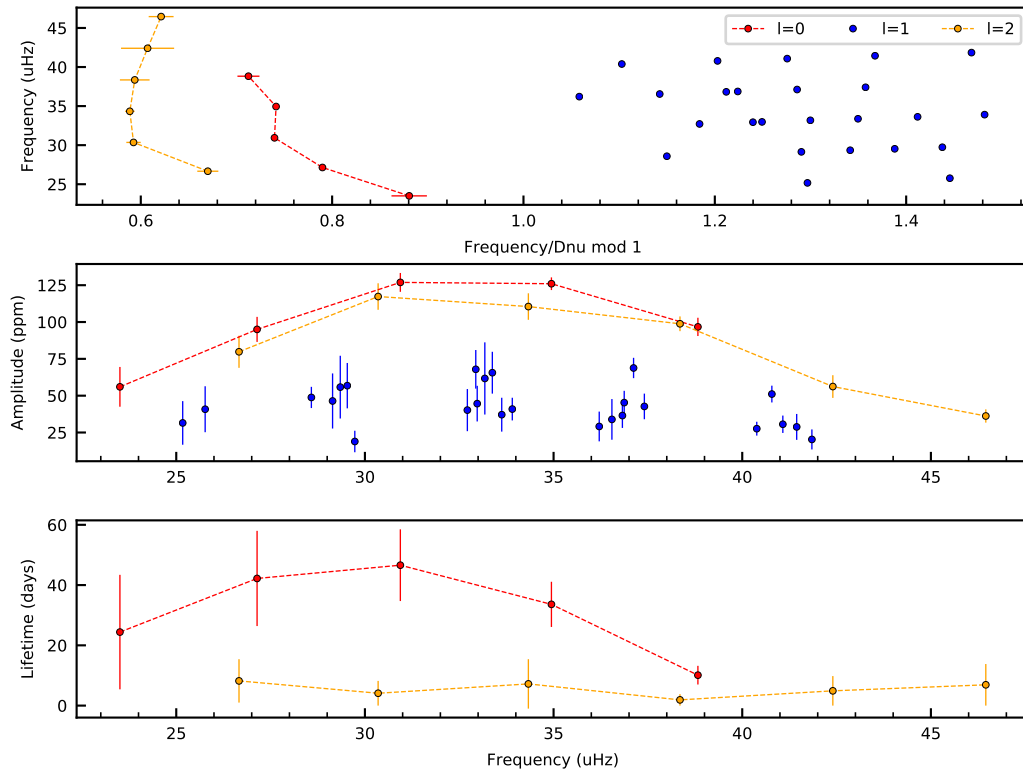 45
40
35
30
25
Frequency (uHz)
l=0 l=1 l=2
0.6 0.8 1.0 1.2 1.4
Frequency/Dnu mod 1
125
100
75
50
25
Amplitude (ppm)
25 30 35 40 45
60
40
20
0
Lifetime (days)
25 30 35 40 45
Frequency (uHz)